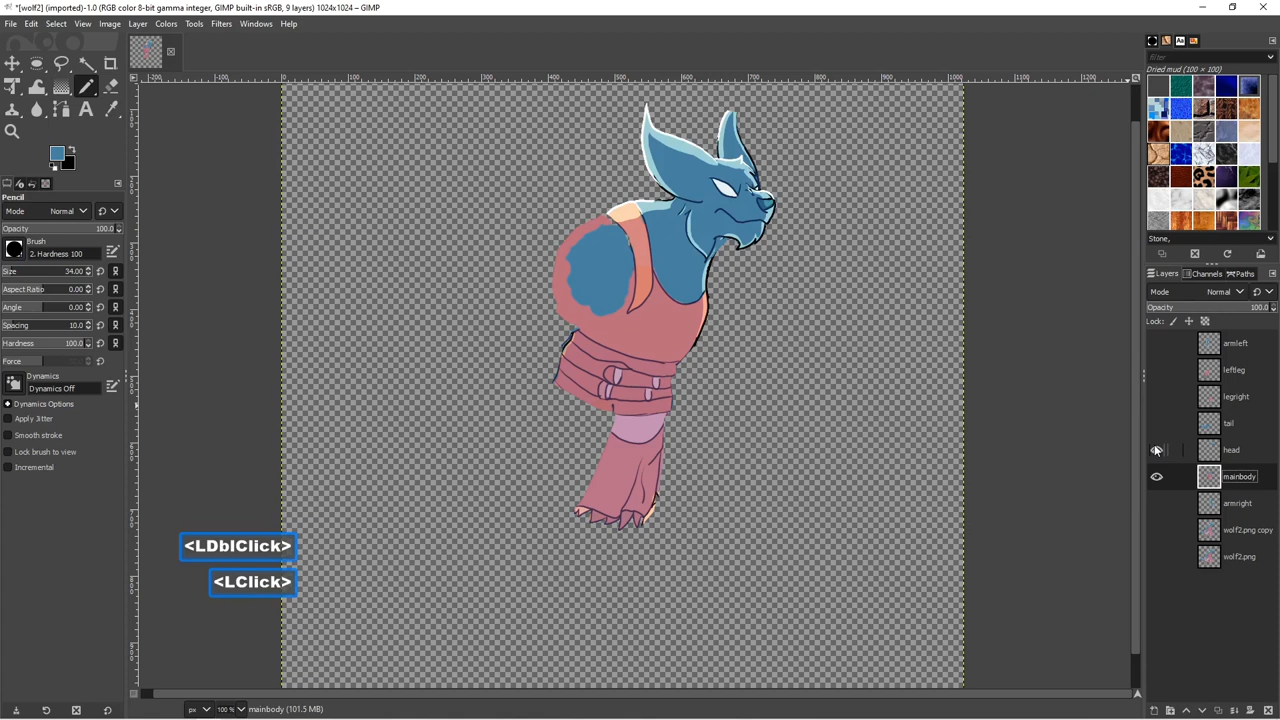 *[wolf2] (imported)-1.0 (RGB color 8-bit gamma integer, GIMP built-in sRGB, 9 layers) 1024x1024 – GIMP
File Edit Select View Image Layer Colors Tools Filters Windows Help
filter
Dried mud (100 × 100)
Pencil
Mode Normal
Opacity 100.0
Brush
2. Hardness 100
Size 34.00
Aspect Ratio 0.00
Angle 0.00
Spacing 10.0
Hardness 100.0
Force
Dynamics
Dynamics Off
Dynamics Options
Apply Jitter
Smooth stroke
Lock brush to view
Incremental
Stone,
Layers Channels Paths
Mode Normal
Opacity 100.0
Lock:
armleft
leftleg
legright
tail
head
mainbody
armright
wolf2.png copy
wolf2.png
<LDblClick>
<LClick>
px 100 % mainbody (101.5 MB)